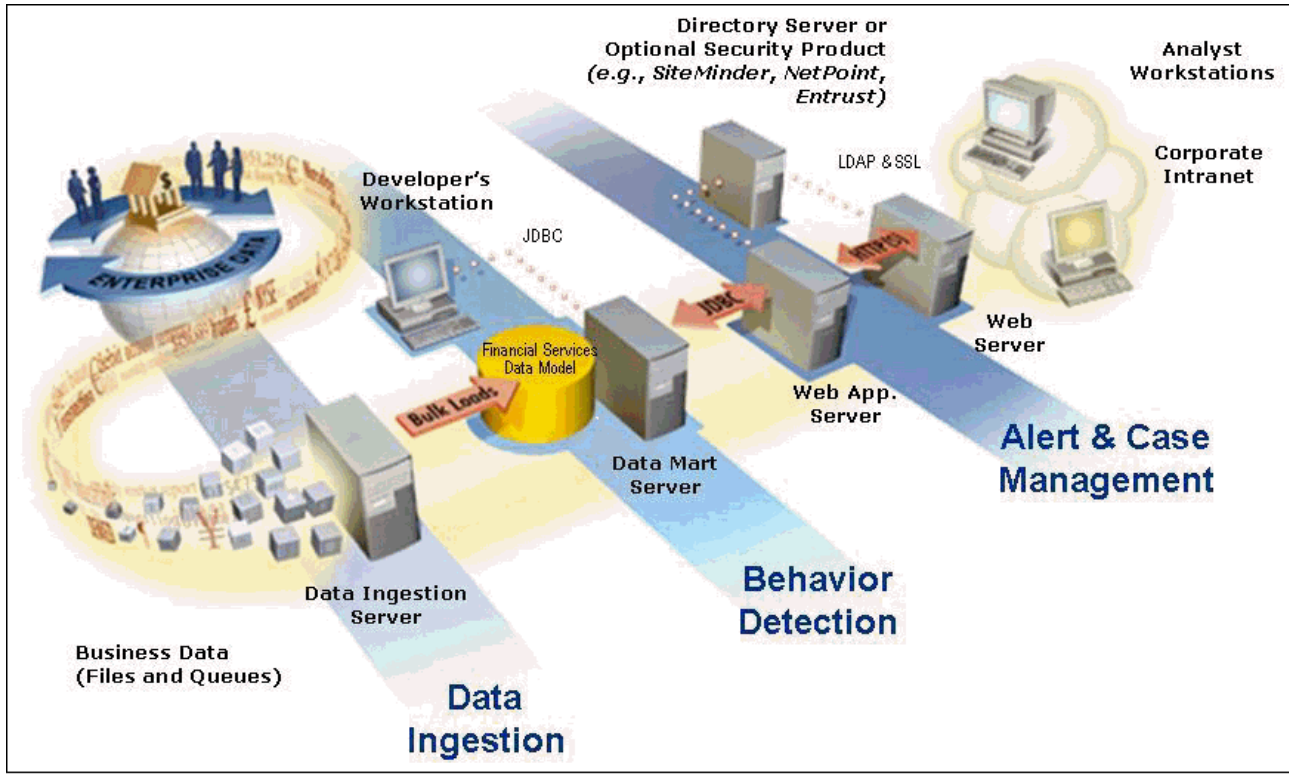 Directory Server or
Optional Security Product
(e.g., SiteMinder, NetPoint,
Entrust)
Analyst
Workstations
LDAP & SSL
Corporate
Intranet
Developer's
Workstation
JDBC
ENTERPRISE DATA
HTTP(S)
JDBC
Web
Server
Financial Services
Data Model
Bulk Loads
Web App.
Server
Alert & Case
Management
Data Mart
Server
Data Ingestion
Server
Behavior
Detection
Business Data
(Files and Queues)
Data
Ingestion